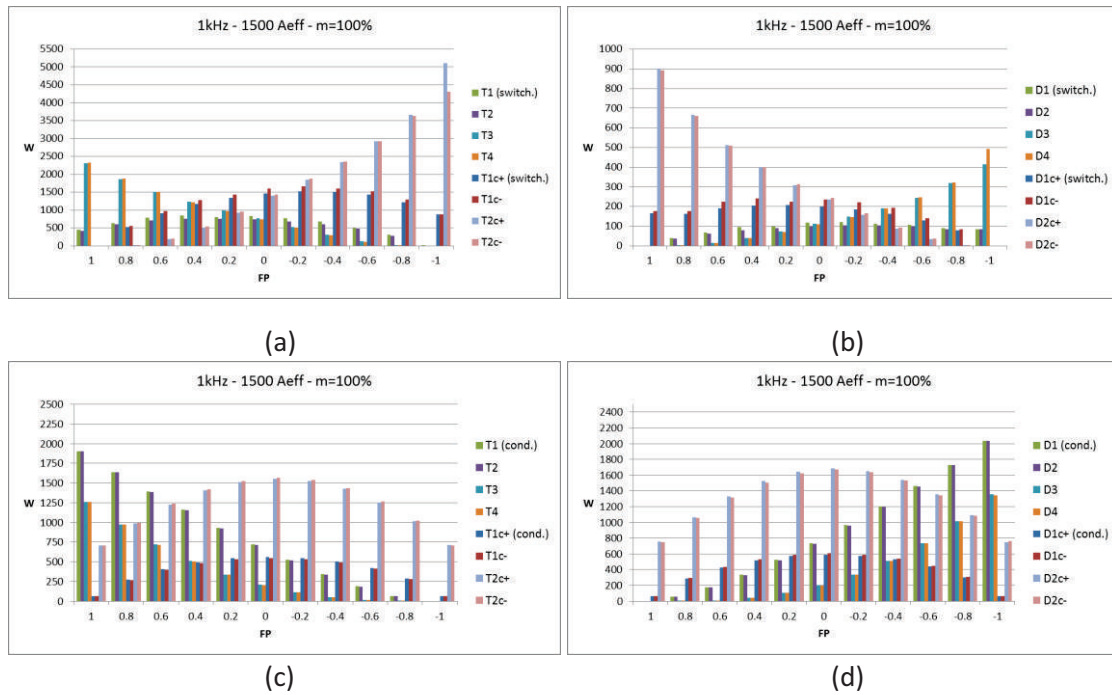 1kHz - 1500 Aeff - m=100%
5500
5000
4500
4000
3500
3000
2500
2000
1500
1000
500
0
W
1 0.8 0.6 0.4 0.2 0 -0.2 -0.4 -0.6 -0.8 -1
FP
T1 (switch.)
T2
T3
T4
T1c+ (switch.)
T1c-
T2c+
T2c-
(a)
1kHz - 1500 Aeff - m=100%
1000
900
800
700
600
500
400
300
200
100
0
W
1 0.8 0.6 0.4 0.2 0 -0.2 -0.4 -0.6 -0.8 -1
FP
D1 (switch.)
D2
D3
D4
D1c+ (switch.)
D1c-
D2c+
D2c-
(b)
1kHz - 1500 Aeff - m=100%
2500
2250
2000
1750
1500
1250
1000
750
500
250
0
W
1 0.8 0.6 0.4 0.2 0 -0.2 -0.4 -0.6 -0.8 -1
FP
T1 (cond.)
T2
T3
T4
T1c+ (cond.)
T1c-
T2c+
T2c-
(c)
1kHz - 1500 Aeff - m=100%
2400
2200
2000
1800
1600
1400
1200
1000
800
600
400
200
0
W
1 0.8 0.6 0.4 0.2 0 -0.2 -0.4 -0.6 -0.8 -1
FP
D1 (cond.)
D2
D3
D4
D1c+ (cond.)
D1c-
D2c+
D2c-
(d)